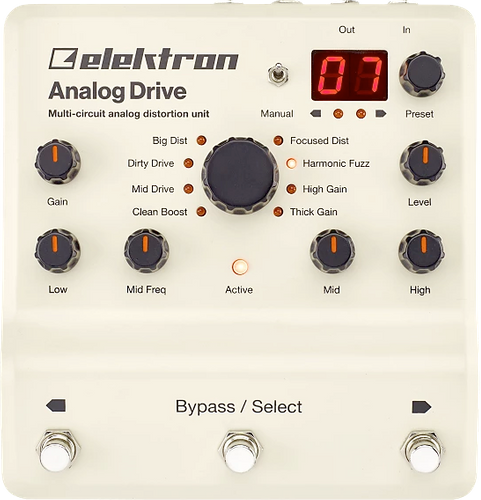 Out In
elektron
Analog Drive
Multi-circuit analog distortion unit
07
Manual Preset
Big Dist Focused Dist
Dirty Drive Harmonic Fuzz
Mid Drive High Gain
Clean Boost Thick Gain
Gain Level
Low Mid Freq Active Mid High
Bypass / Select